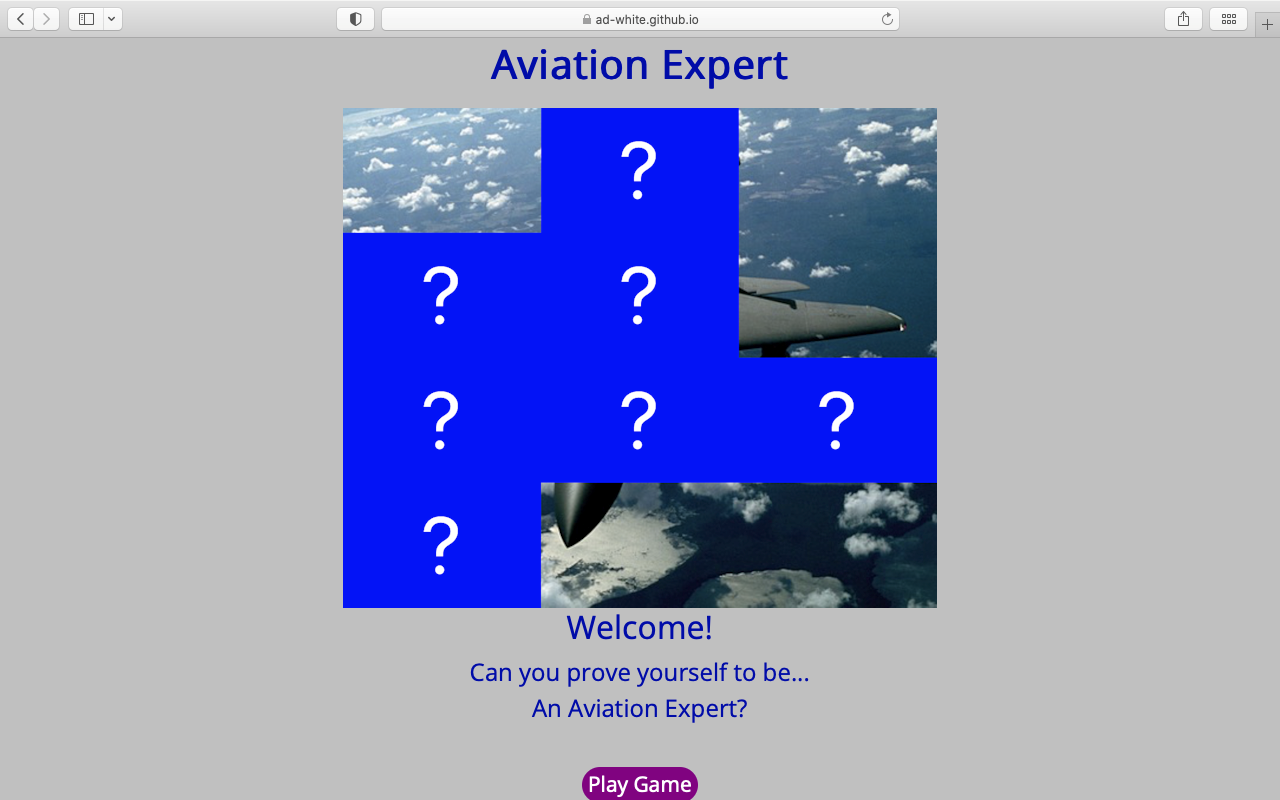 ad-white.github.io
Aviation Expert
?
? ?
? ? ?
?
Welcome!
Can you prove yourself to be...
An Aviation Expert?
Play Game